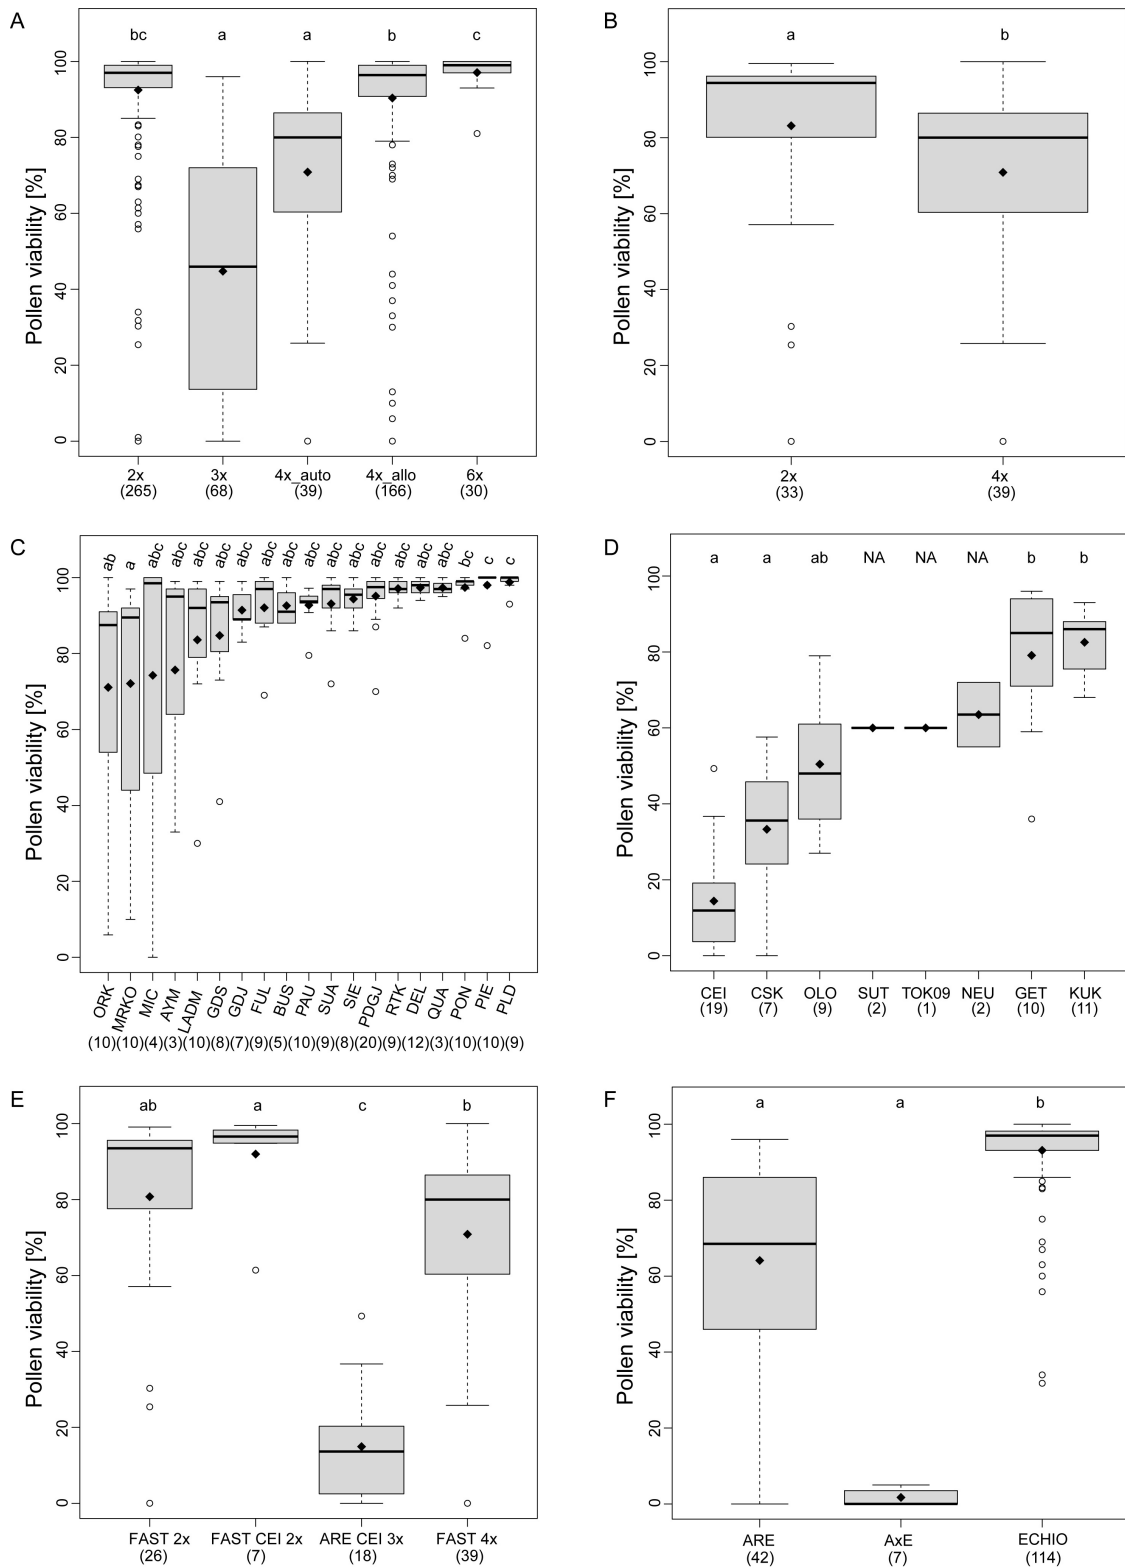 A
bc a a b c
Pollen viability [%]
100
80
60
40
20
0
2x 3x 4x_auto 4x_allo 6x
(265) (68) (39) (166) (30)
B
a b
Pollen viability [%]
100
80
60
40
20
0
2x 4x
(33) (39)
C
ab a abc abc abc abc abc abc abc abc abc abc abc abc abc abc bc c c
Pollen viability [%]
100
80
60
40
20
0
ORK MRKO MIC AYM LADM GDS GDJ FUL BUS PAU SUA SIE PDGJ RTK DEL QUA PON PIE PLD
(10)(10)(4)(3)(10)(8)(7)(9)(5)(10)(9)(8)(20)(9)(12)(3)(10)(10)(9)
D
a a ab NA NA NA b b
Pollen viability [%]
100
80
60
40
20
0
CEI CSK OLO SUT TOK09 NEU GET KUK
(19) (7) (9) (2) (1) (2) (10) (11)
E
ab a c b
Pollen viability [%]
100
80
60
40
20
0
FAST 2x FAST CEI 2x ARE CEI 3x FAST 4x
(26) (7) (18) (39)
F
a a b
Pollen viability [%]
100
80
60
40
20
0
ARE AxE ECHIO
(42) (7) (114)